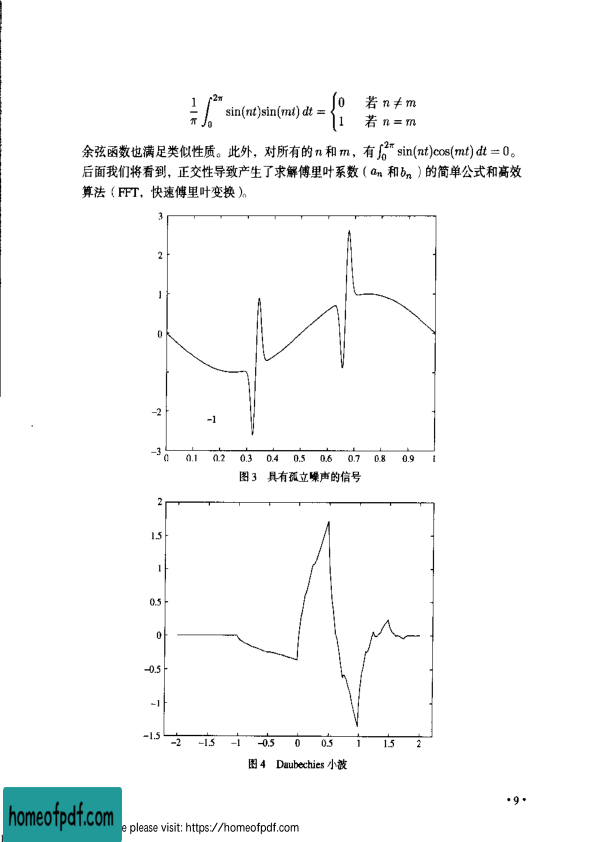 $\frac{1}{\pi}\int_0^{2\pi} \sin(nt)\sin(mt)\,dt = \begin{cases} 0 & \text{若 } n \neq m \\ 1 & \text{若 } n = m \end{cases}$
余弦函数也满足类似性质。此外，对所有的 n 和 m，有 $\int_0^{2\pi} \sin(nt)\cos(mt)\,dt = 0$。
后面我们将看到，正交性导致产生了求解傅里叶系数（$a_n$ 和 $b_n$）的简单公式和高效
算法（FFT，快速傅里叶变换）。
3
2
1
0
-2
-1
-3
0 0.1 0.2 0.3 0.4 0.5 0.6 0.7 0.8 0.9 1
图 3 具有孤立噪声的信号
2
1.5
1
0.5
0
-0.5
-1
-1.5
-2 -1.5 -1 -0.5 0 0.5 1 1.5 2
图 4 Daubechies 小波
·9·
homeofpdf.com
e please visit: https://homeofpdf.com